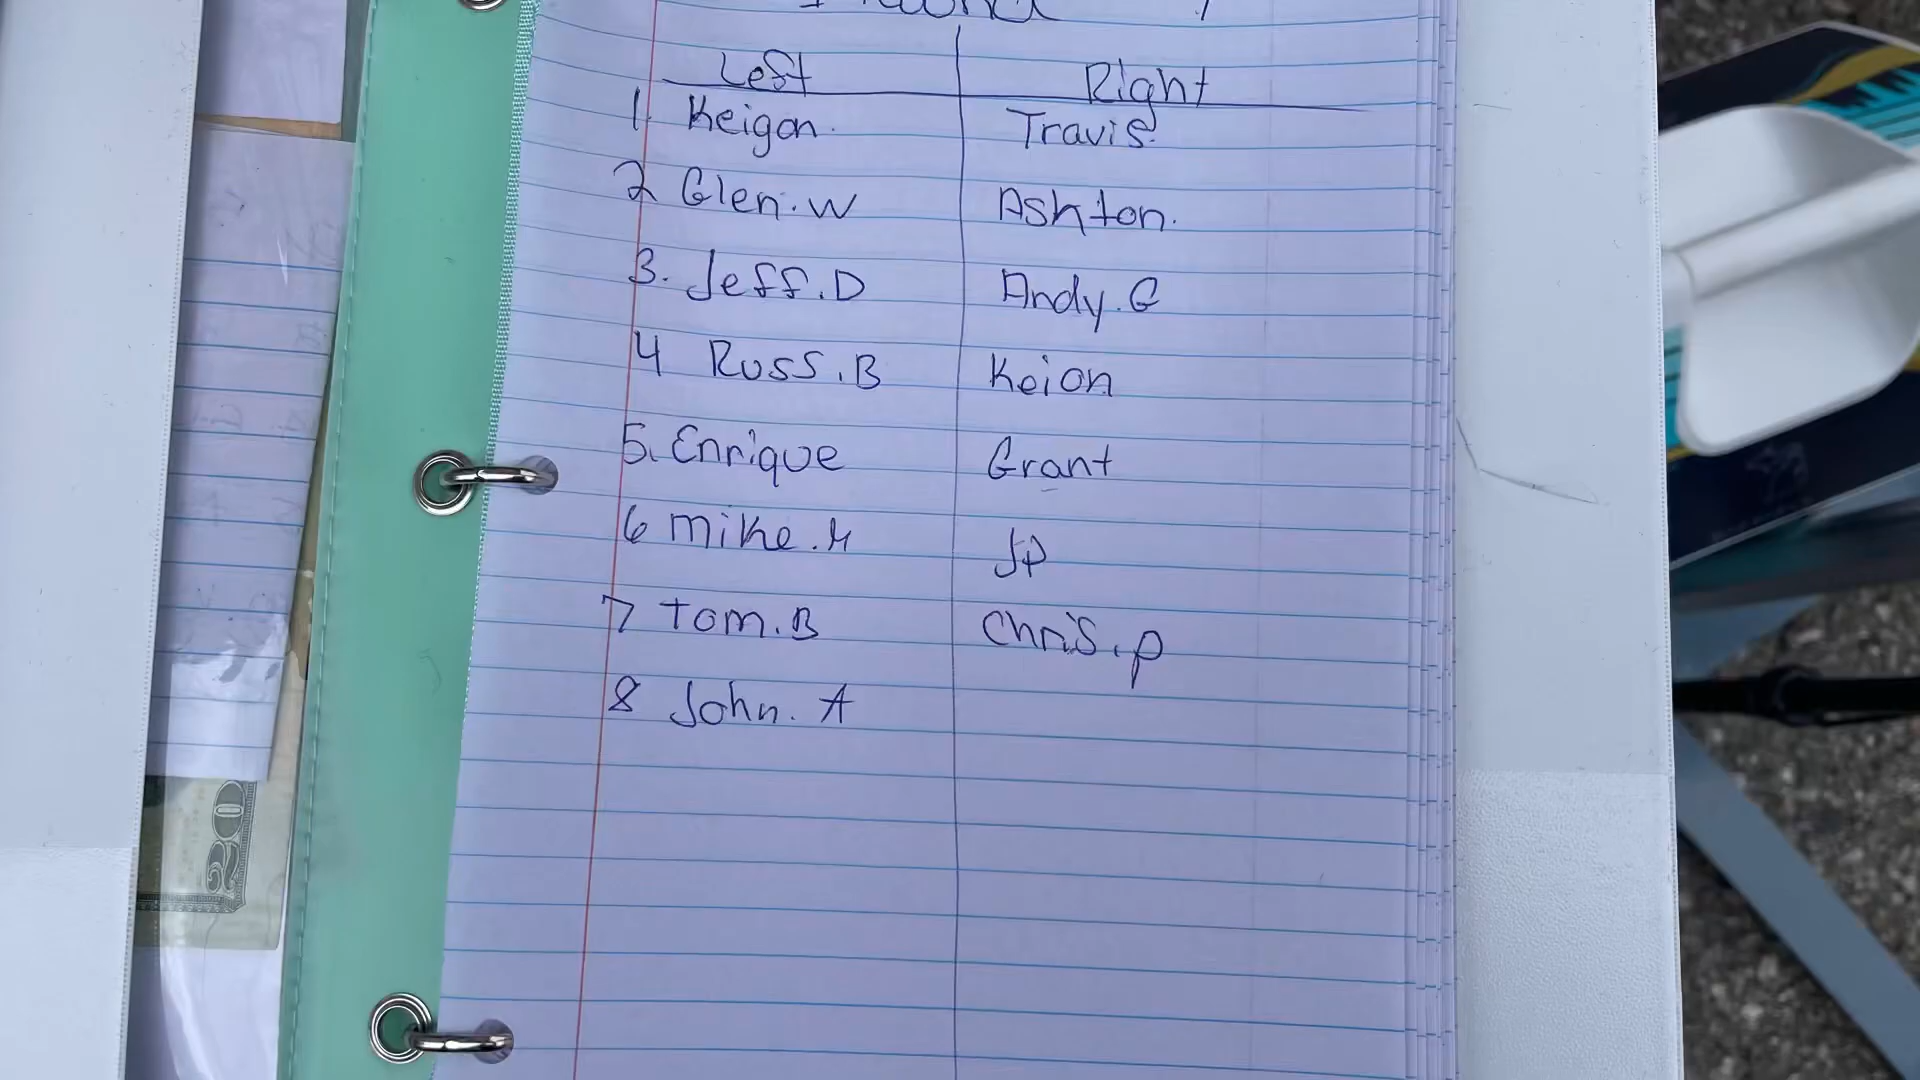 Left Right
1. Keigan. Travis.
2 Glen. W Ashton.
3. Jeff. D Andy. G
4 Russ. B Keion
5. Enrique Grant
6 Mike. H JP
7 Tom. B Chris. p
8 John. A
20